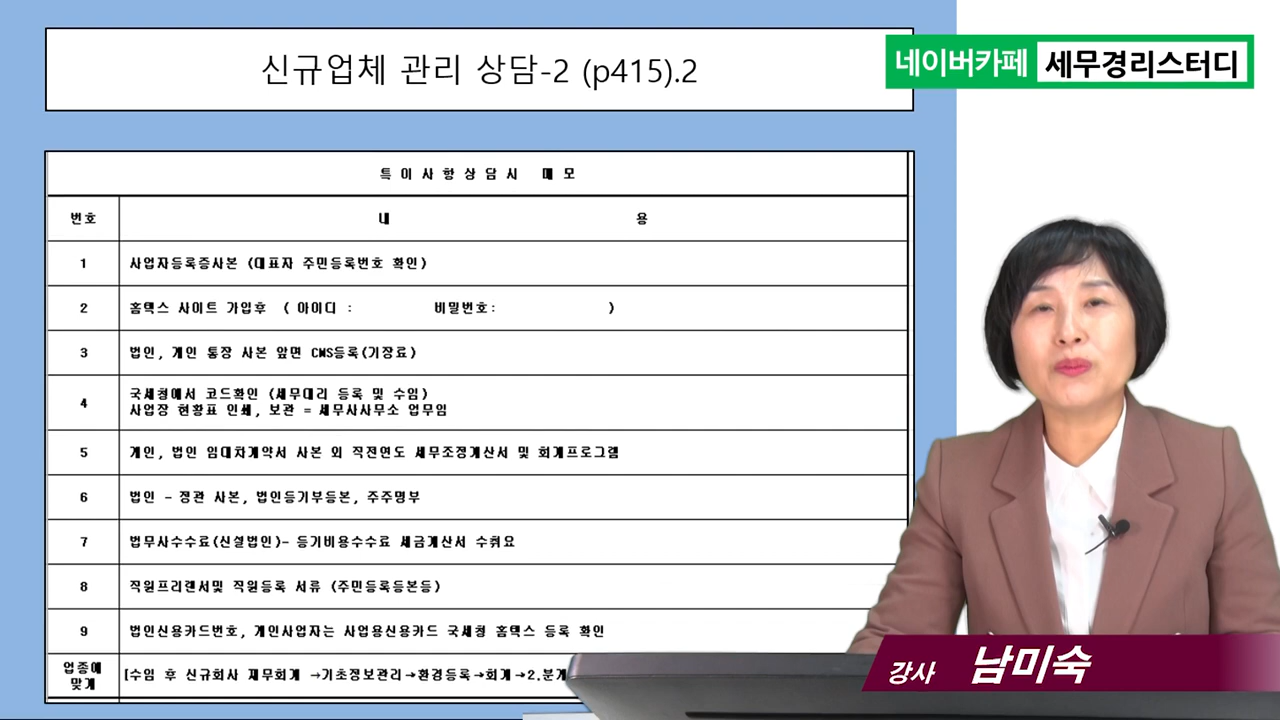 신규업체 관리 상담-2 (p415).2
네이버카페 세무경리스터디
특이사항상담시 메모
번호 내 용
1 사업자등록증사본 (대표자 주민등록번호 확인)
2 홈택스 사이트 가입후 ( 아이디 : 비밀번호: )
3 법인, 개인 통장 사본 앞면 CMS등록(기장료)
4 국세청에서 코드확인 (세무대리 등록 및 수임)
사업장 현황표 인쇄, 보관 = 세무사사무소 업무임
5 개인, 법인 임대차계약서 사본 외 직전연도 세무조정계산서 및 회계프로그램
6 법인 - 정관 사본, 법인등기부등본, 주주명부
7 법무사수수료(신설법인)- 등기비용수수료 세금계산서 수취요
8 직원프리랜서및 직원등록 서류 (주민등록등본등)
9 법인신용카드번호, 개인사업자는 사업용신용카드 국세청 홈택스 등록 확인
업종에
맞게
[수임 후 신규회사 재무회계 →기초정보관리→환경등록→회계→2.분개
강사 남미숙